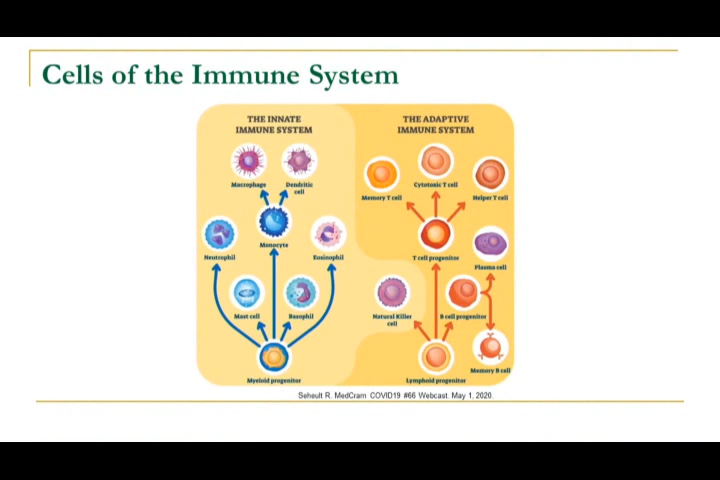 Cells of the Immune System
THE INNATE
IMMUNE SYSTEM
Macrophage
Dendritic
cell
Neutrophil
Monocyte
Eosinophil
Mast cell
Basophil
Myeloid progenitor
THE ADAPTIVE
IMMUNE SYSTEM
Memory T cell
Cytotoxic T cell
Helper T cell
T cell progenitor
Plasma cell
Natural Killer
cell
B cell progenitor
Memory B cell
Lymphoid progenitor
Seheult R. MedCram COVID19 #66 Webcast. May 1, 2020.